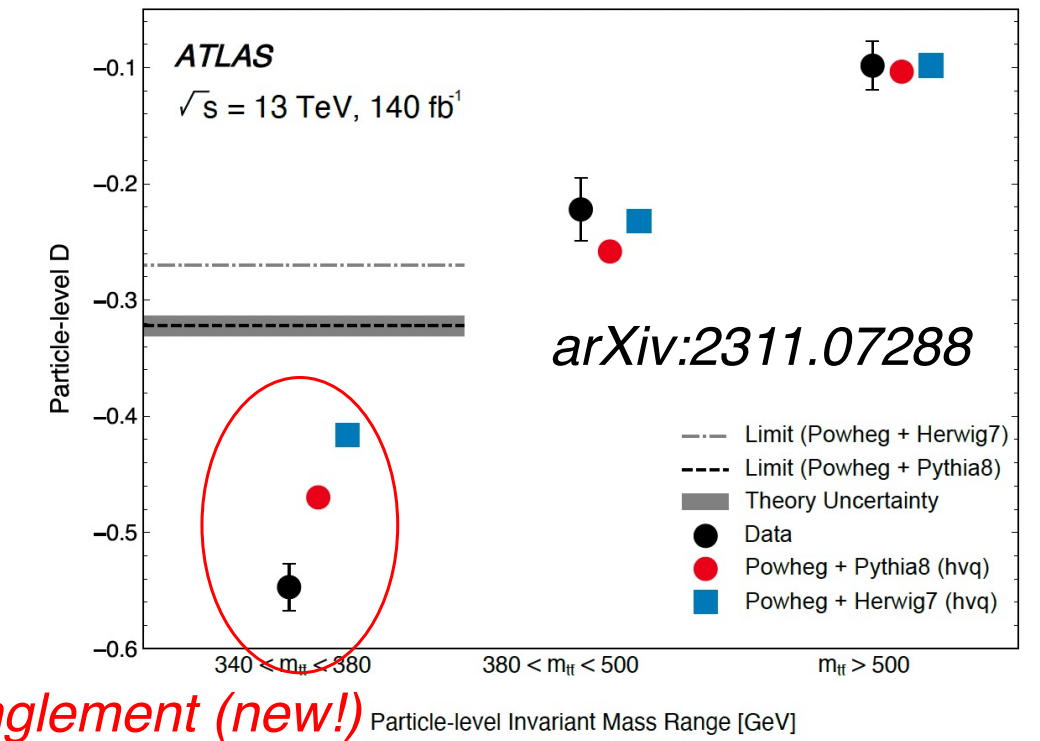 ATLAS
√s = 13 TeV, 140 fb-1
−0.1
−0.2
−0.3
−0.4
−0.5
−0.6
Particle-level D
arXiv:2311.07288
Limit (Powheg + Herwig7)
Limit (Powheg + Pythia8)
Theory Uncertainty
Data
Powheg + Pythia8 (hvq)
Powheg + Herwig7 (hvq)
340 < mtt̄ < 380
380 < mtt̄ < 500
mtt̄ > 500
nglement (new!)
Particle-level Invariant Mass Range [GeV]